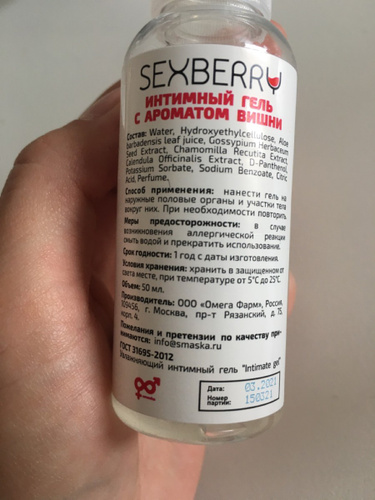 SEXBERRY
ИНТИМНЫЙ ГЕЛЬ
С АРОМАТОМ ВИШНИ
Состав: Water, Hydroxyethylcellulose, Aloe
barbadensis leaf juice, Gossypium Herbaceum
Seed Extract, Chamomilla Recutita Extract,
Calendula Officinalis Extract, D-Panthenol,
Potassium Sorbate, Sodium Benzoate, Citric
Acid, Perfume.
Способ применения: нанести гель на
наружные половые органы и участки тела
вокруг них. При необходимости повторить.
Меры предосторожности: в случае
возникновения аллергической реакции
смыть водой и прекратить использование.
Срок годности: 1 год с даты изготовления.
Условия хранения: хранить в защищенном от
света месте, при температуре от 5°C до 25°C.
Объем: 50 мл.
Производитель: ООО "Омега Фарм", Россия,
109456, г. Москва, пр-т Рязанский, д. 75,
корп. 4.
Пожелания и претензии по качеству при-
нимаются: info@smaska.ru
ГОСТ 31695-2012
Увлажняющий интимный гель "Intimate gel"
Дата: 03.2021
Номер партии: 150321